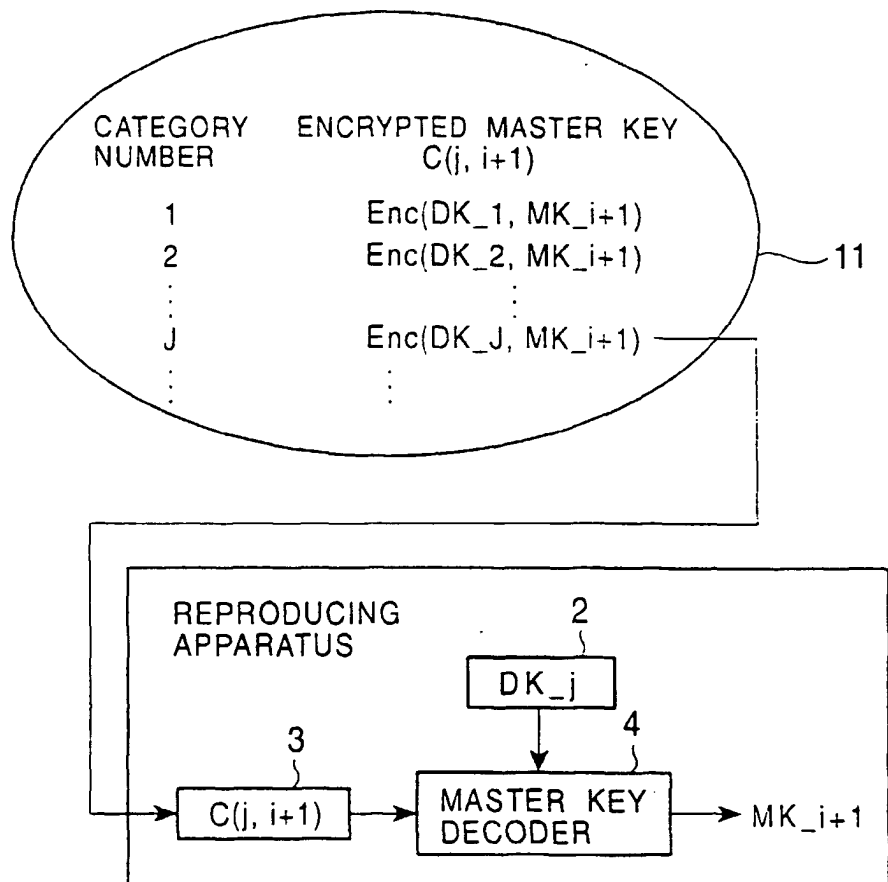 CATEGORY ENCRYPTED MASTER KEY
NUMBER C(j, i+1)
1 Enc(DK_1, MK_i+1)
2 Enc(DK_2, MK_i+1)
11
J Enc(DK_J, MK_i+1)
REPRODUCING
APPARATUS
2
DK_j
3
4
C(j, i+1)
MASTER KEY
DECODER
MK_i+1